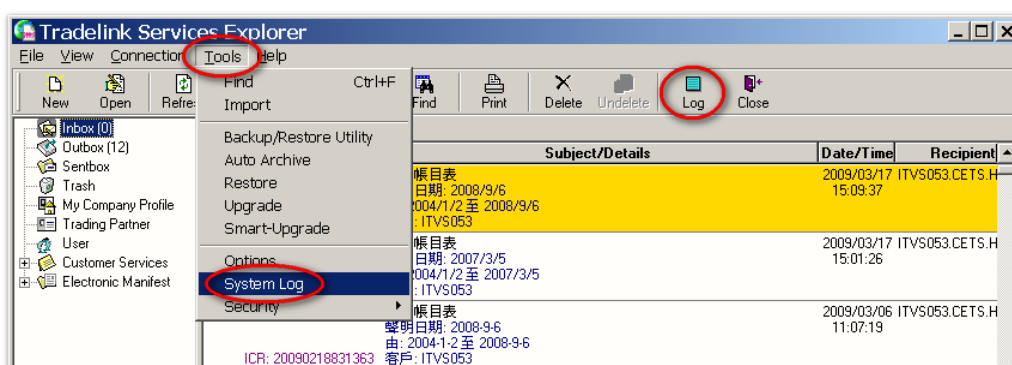 Tradelink Services Explorer
File View Connection Tools Help
New Open Find Print Delete Undelete Log Close
Find Ctrl+F
Import
Backup/Restore Utility
Auto Archive
Restore
Upgrade
Smart-Upgrade
Options
System Log
Security
Inbox (0)
Outbox (12)
Sentbox
Trash
My Company Profile
Trading Partner
User
Customer Services
Electronic Manifest
Subject/Details Date/Time Recipient
帳目表 2009/03/17 ITVS053.CETS.H
日期: 2008/9/6 15:09:37
2004/1/2 至 2008/9/6
: ITVS053
帳目表 2009/03/17 ITVS053.CETS.H
日期: 2007/3/5 15:01:26
2004/1/2 至 2007/3/5
: ITVS053
帳目表 2009/03/06 ITVS053.CETS.H
聲明日期: 2008-9-6 11:07:19
由: 2004-1-2 至 2008-9-6
ICR: 20090218831363 客戶: ITVS053